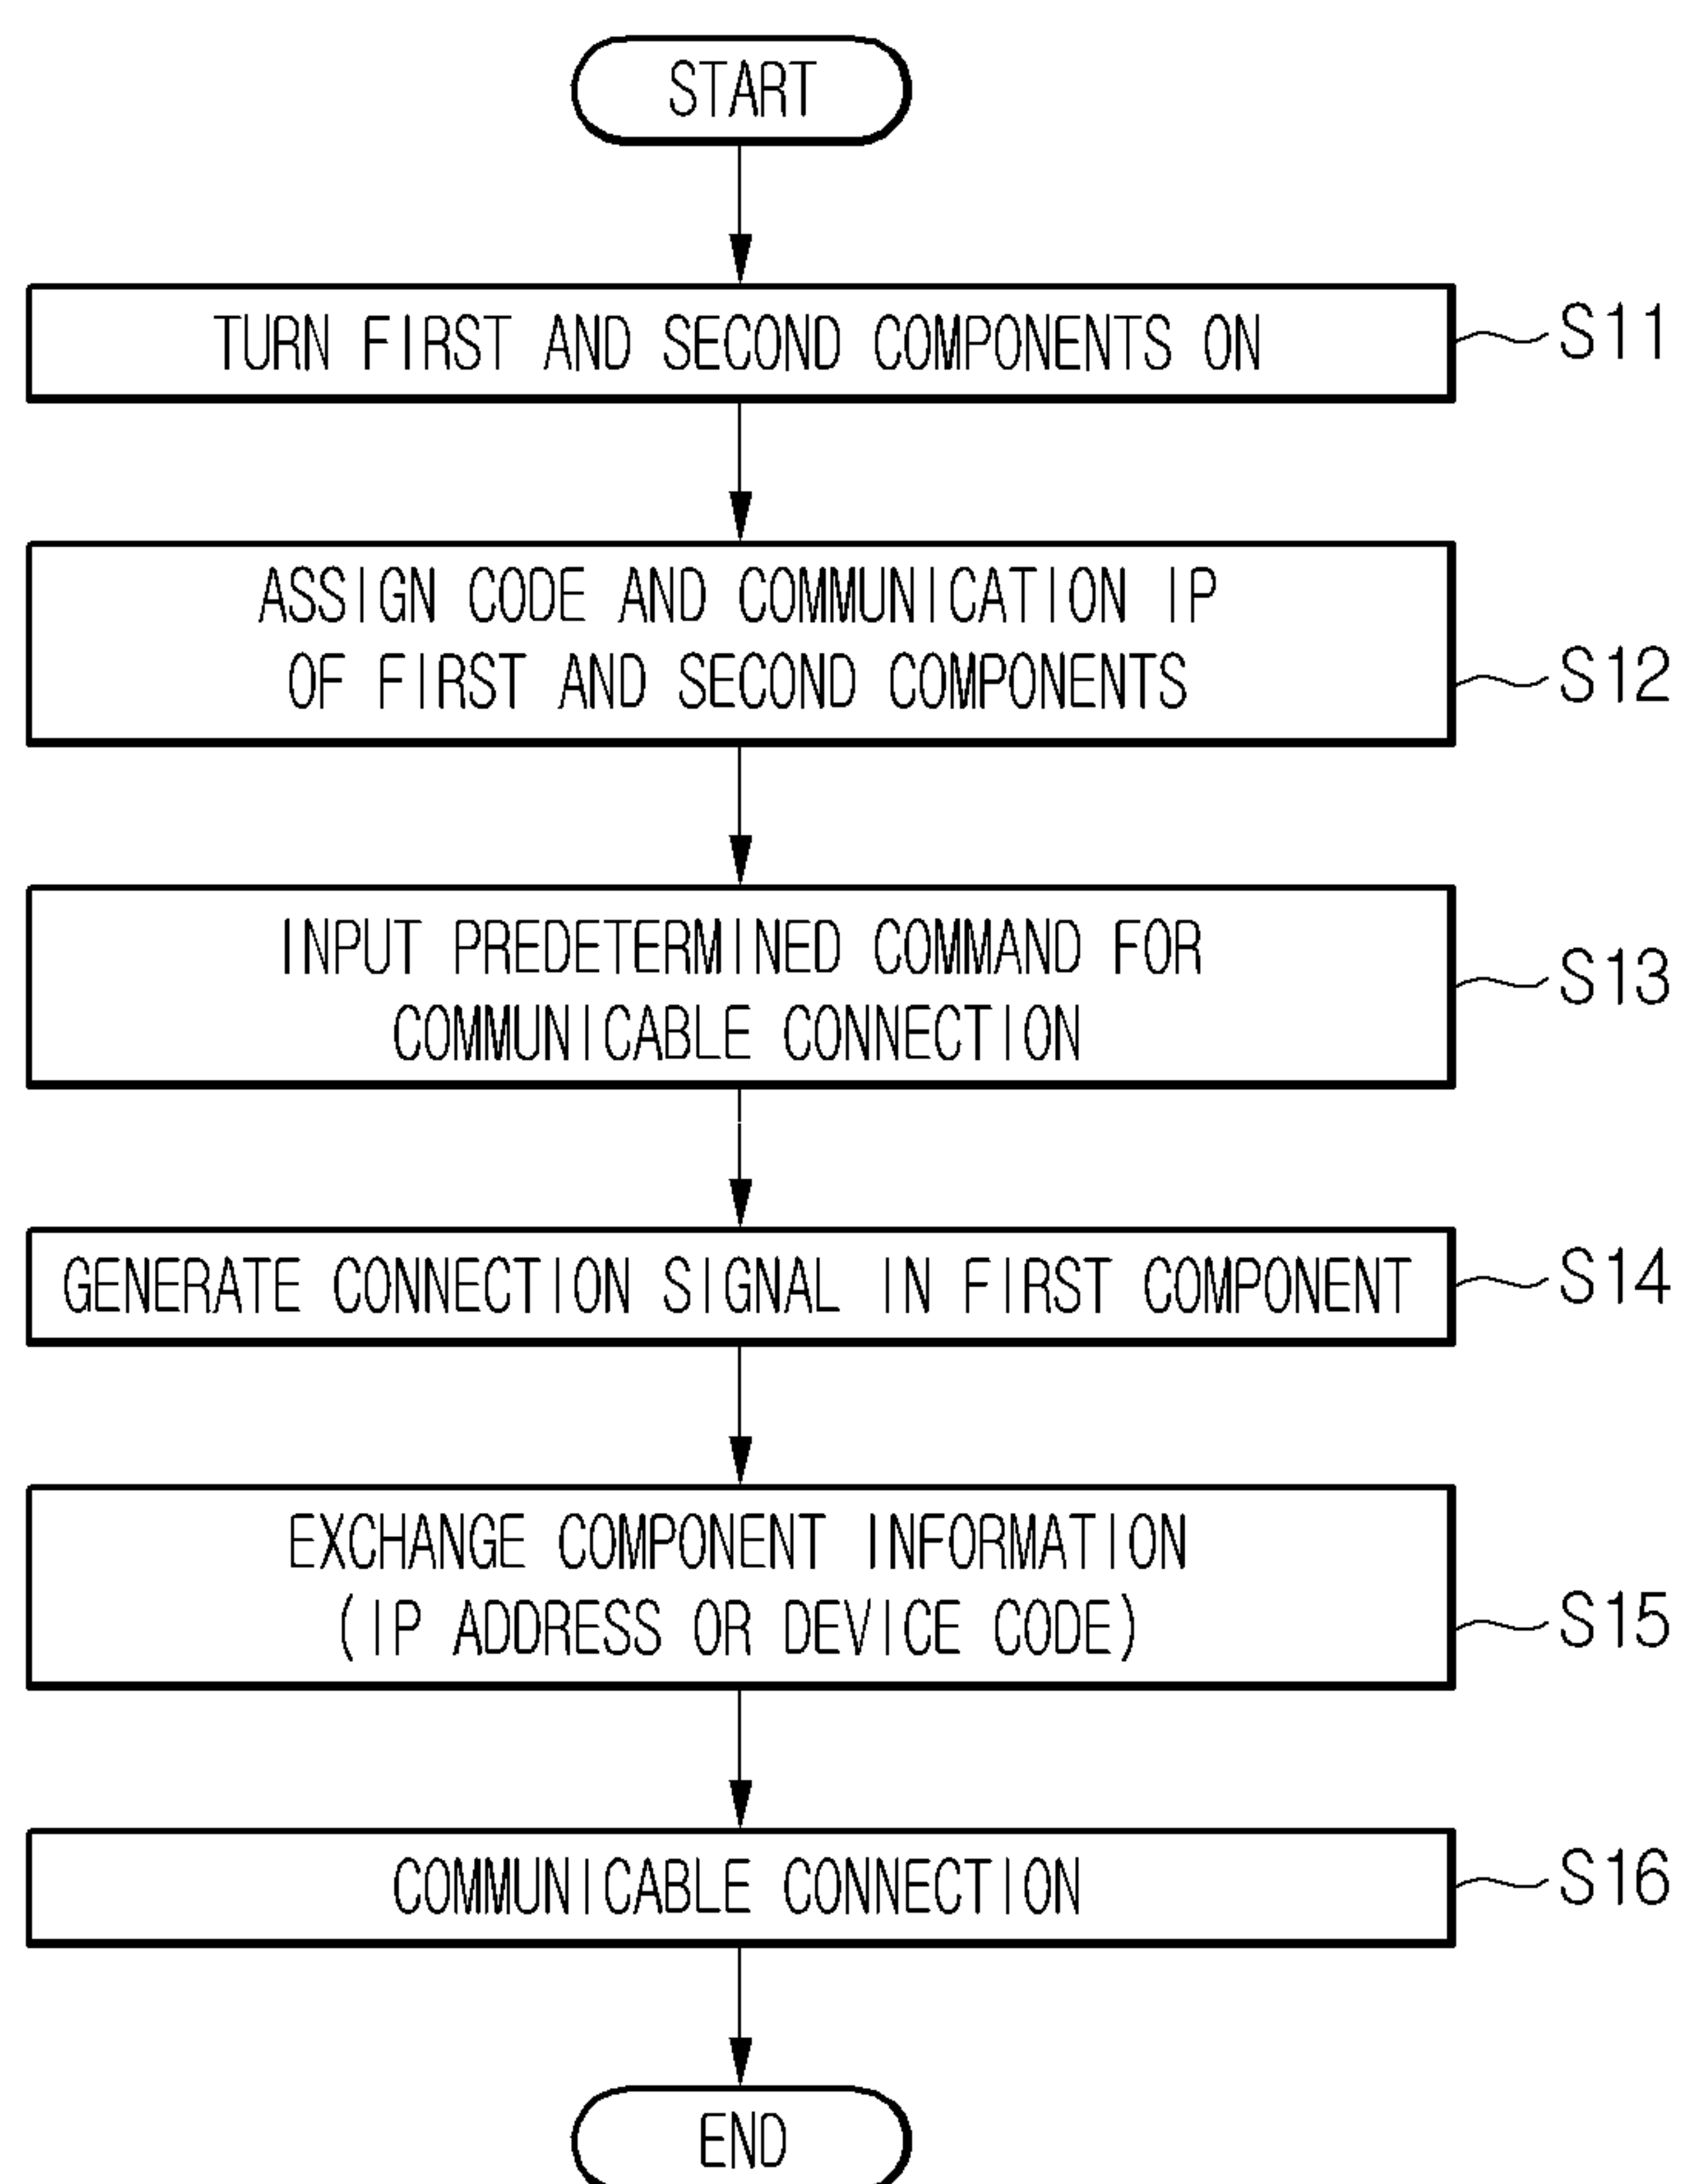 START
TURN FIRST AND SECOND COMPONENTS ON
S11
ASSIGN CODE AND COMMUNICATION IP
OF FIRST AND SECOND COMPONENTS
S12
INPUT PREDETERMINED COMMAND FOR
COMMUNICABLE CONNECTION
S13
GENERATE CONNECTION SIGNAL IN FIRST COMPONENT
S14
EXCHANGE COMPONENT INFORMATION
(IP ADDRESS OR DEVICE CODE)
S15
COMMUNICABLE CONNECTION
S16
END